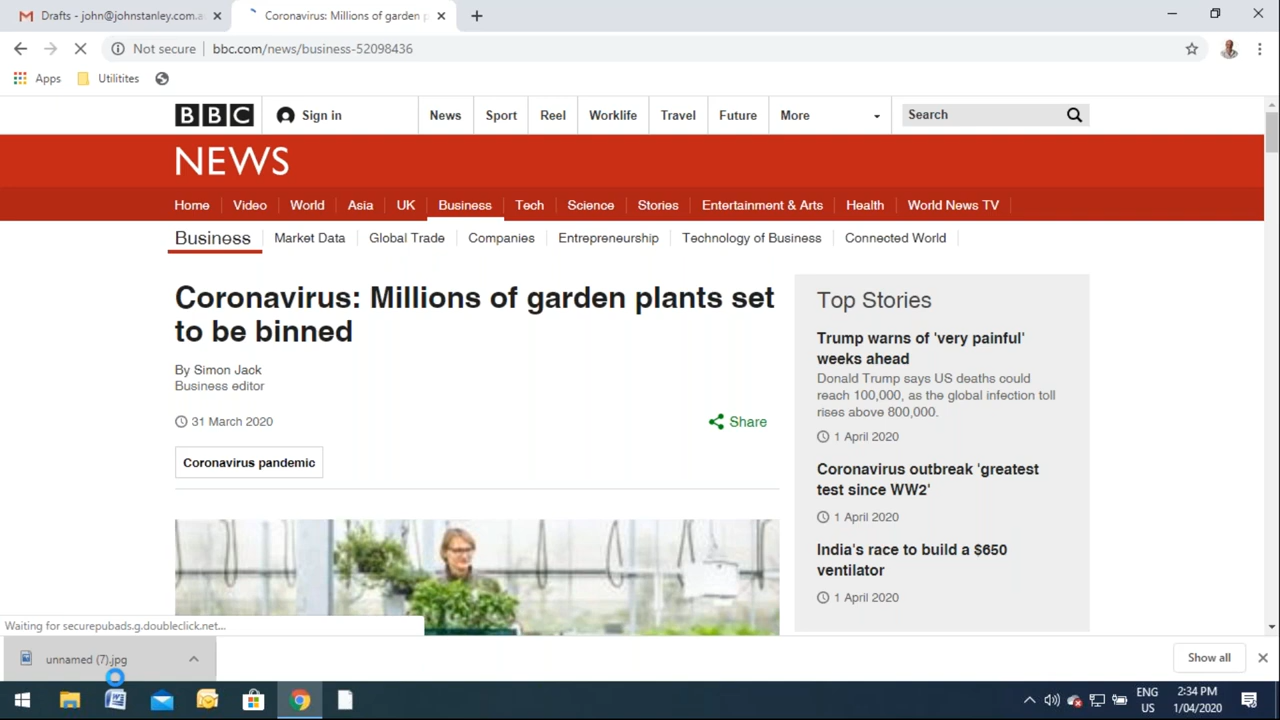 Drafts - john@johnstanley.com.a
Coronavirus: Millions of garden p
Not secure
bbc.com/news/business-52098436
Apps
Utilitites
BBC
Sign in
News
Sport
Reel
Worklife
Travel
Future
More
Search
NEWS
Home
Video
World
Asia
UK
Business
Tech
Science
Stories
Entertainment & Arts
Health
World News TV
Business
Market Data
Global Trade
Companies
Entrepreneurship
Technology of Business
Connected World
Coronavirus: Millions of garden plants set
to be binned
By Simon Jack
Business editor
31 March 2020
Share
Coronavirus pandemic
Top Stories
Trump warns of 'very painful'
weeks ahead
Donald Trump says US deaths could
reach 100,000, as the global infection toll
rises above 800,000.
1 April 2020
Coronavirus outbreak 'greatest
test since WW2'
1 April 2020
India's race to build a $650
ventilator
1 April 2020
Waiting for securepubads.g.doubleclick.net...
unnamed (7).jpg
Show all
ENG
US
2:34 PM
1/04/2020